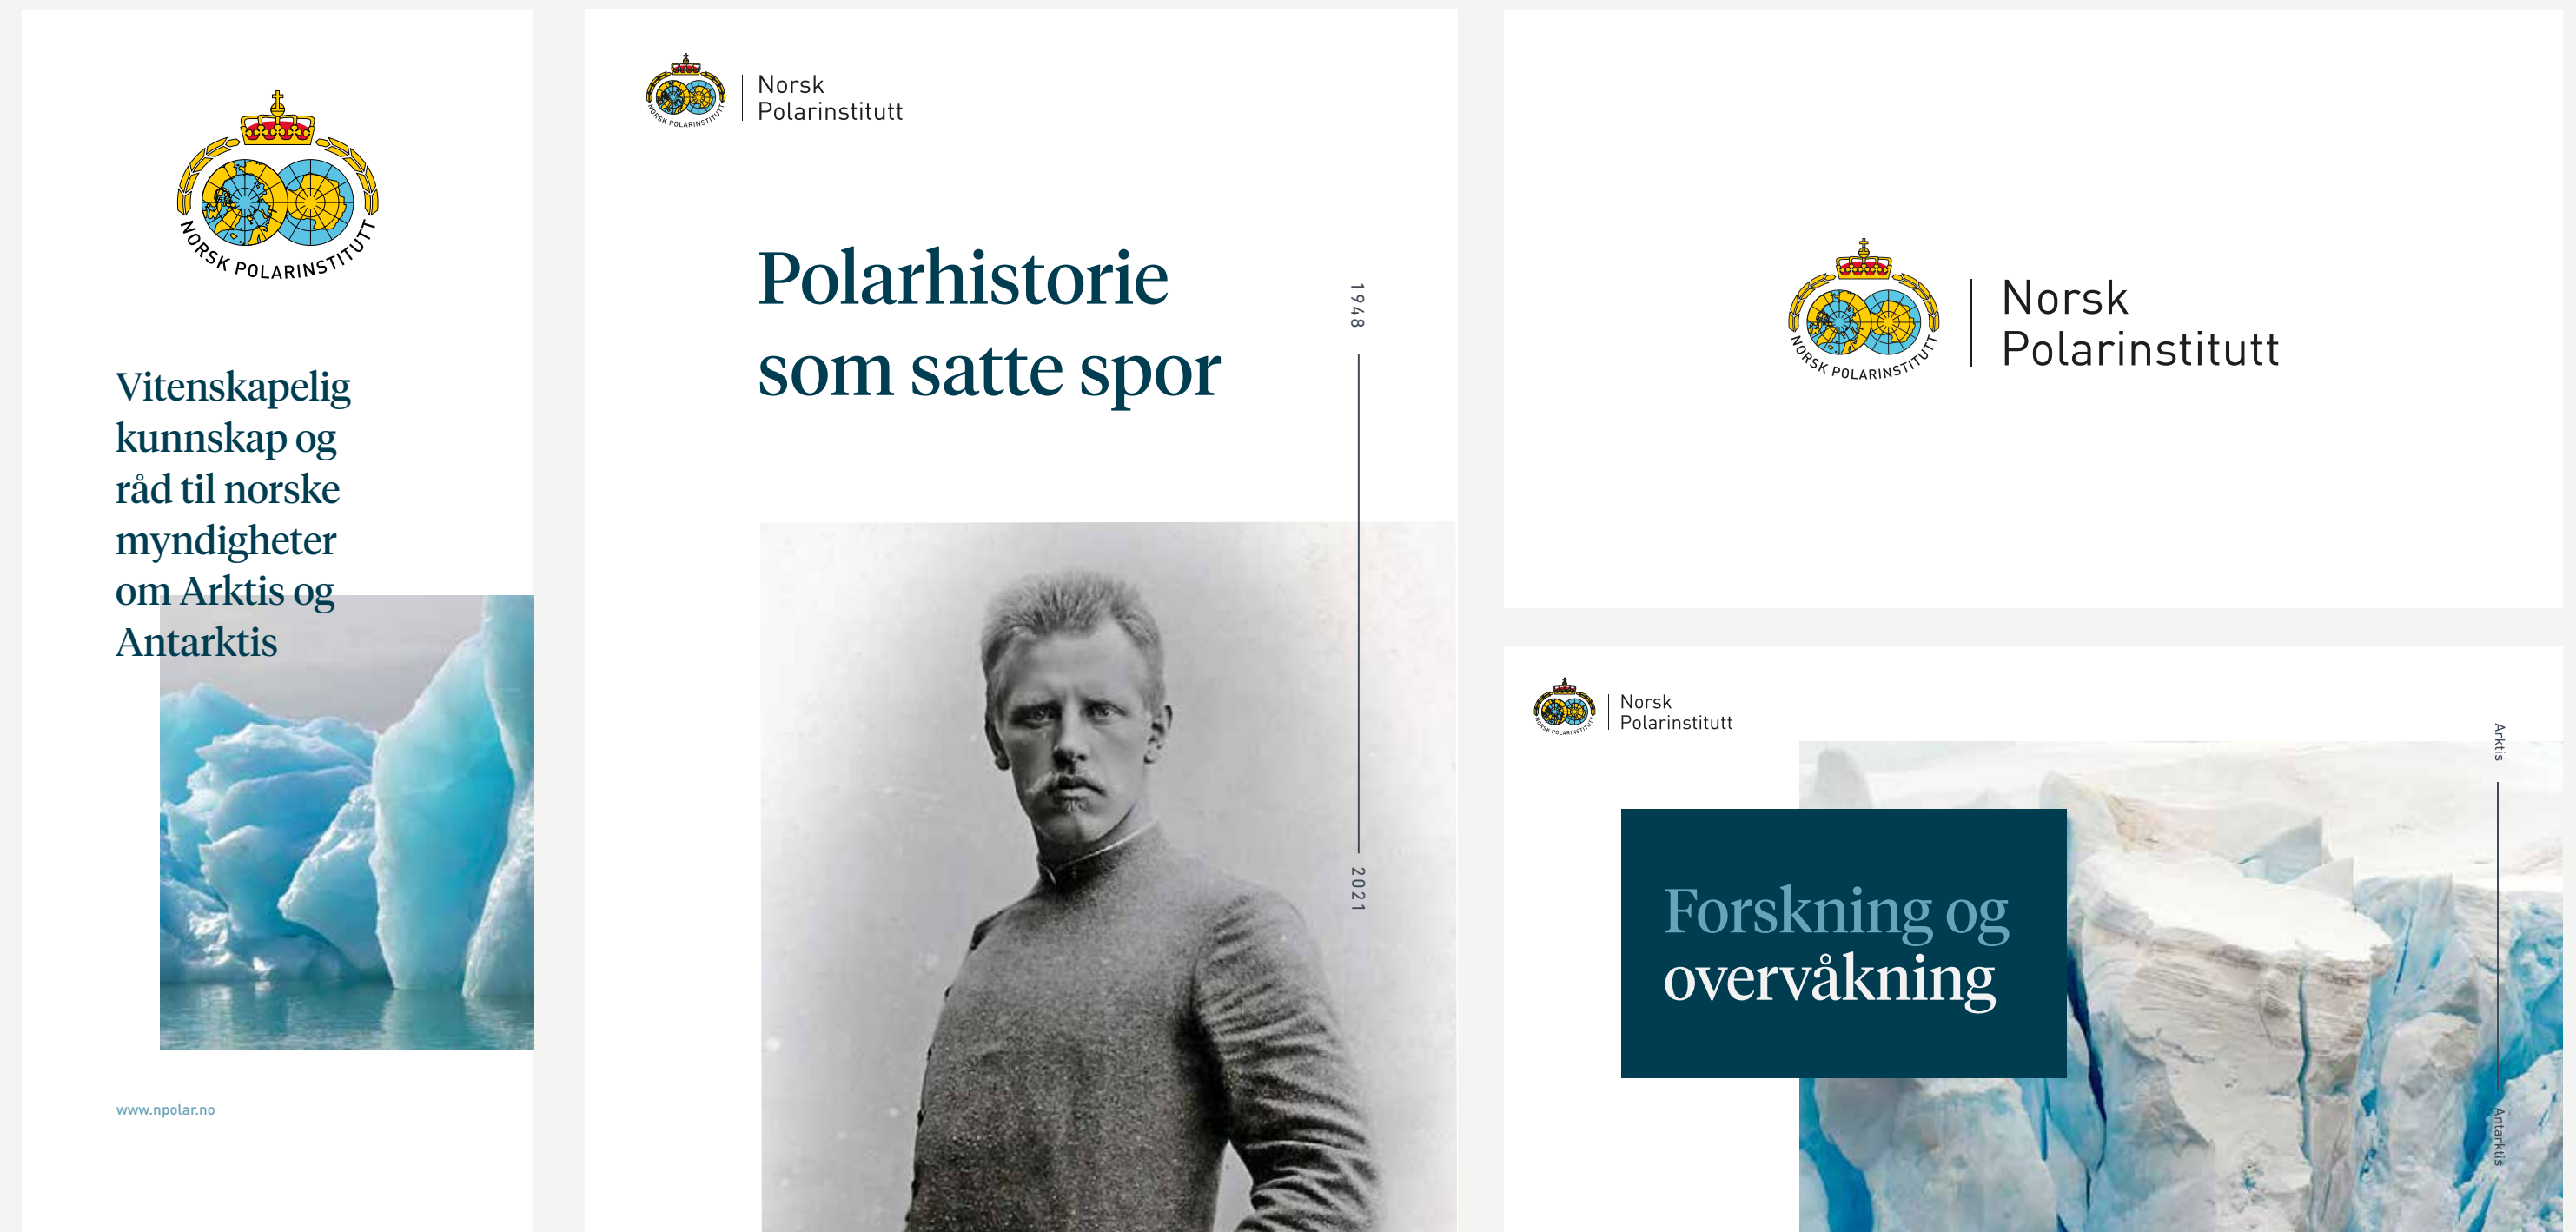 NORSK POLARINSTITUTT
Vitenskapelig
kunnskap og
råd til norske
myndigheter
om Arktis og
Antarktis
www.npolar.no
NORSK POLARINSTITUTT
Norsk
Polarinstitutt
Polarhistorie
som satte spor
1948
2021
NORSK POLARINSTITUTT
Norsk
Polarinstitutt
NORSK POLARINSTITUTT
Norsk
Polarinstitutt
Forskning og
overvåkning
Arktis
Antarktis